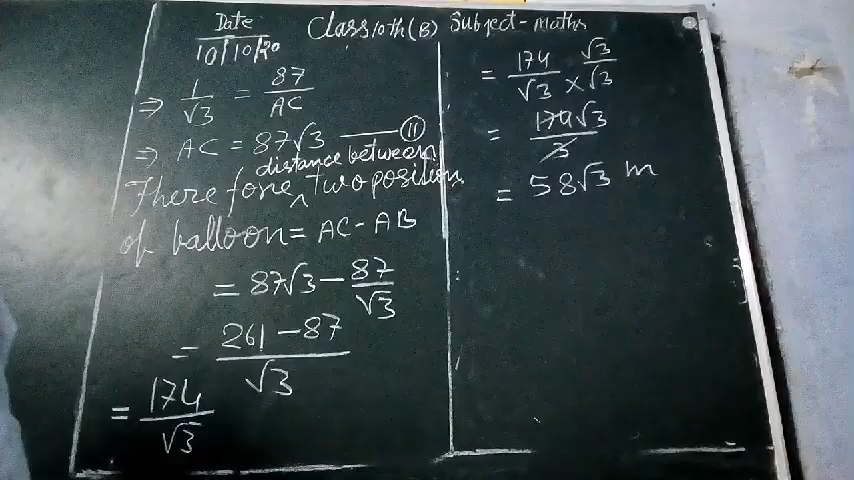 Date
10/10/20
Class 10th (B) Subject - maths
⇒ 1/√3 = 87/AC
⇒ AC = 87√3 — (11)
distance between
Therefore ^ two position
of balloon = AC - AB
= 87√3 - 87/√3
= 261 - 87/√3
= 174/√3
= 174/√3 × √3/√3
= 174√3/3
= 58√3 m